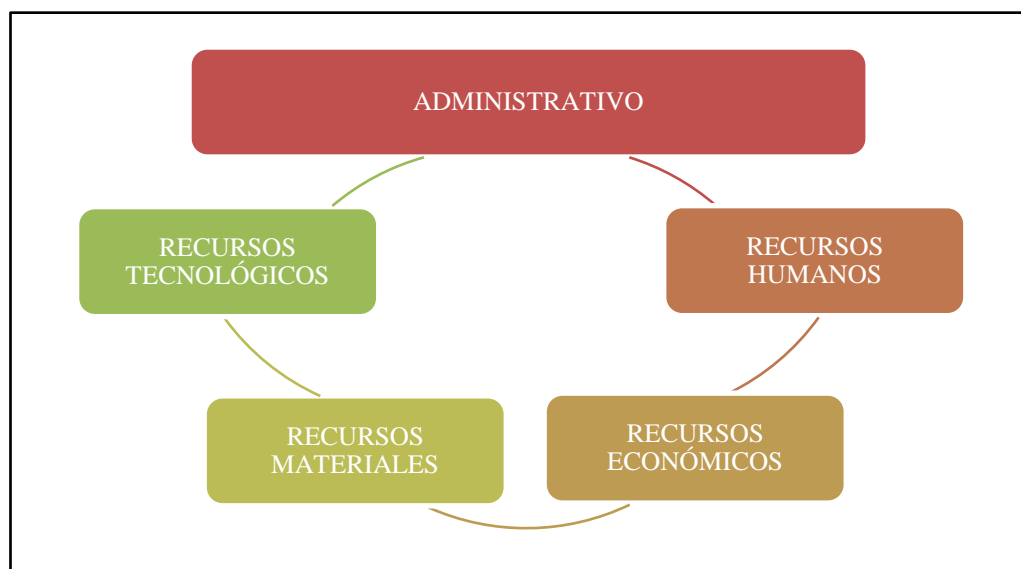 ADMINISTRATIVO
RECURSOS
TECNOLÓGICOS
RECURSOS
HUMANOS
RECURSOS
MATERIALES
RECURSOS
ECONÓMICOS